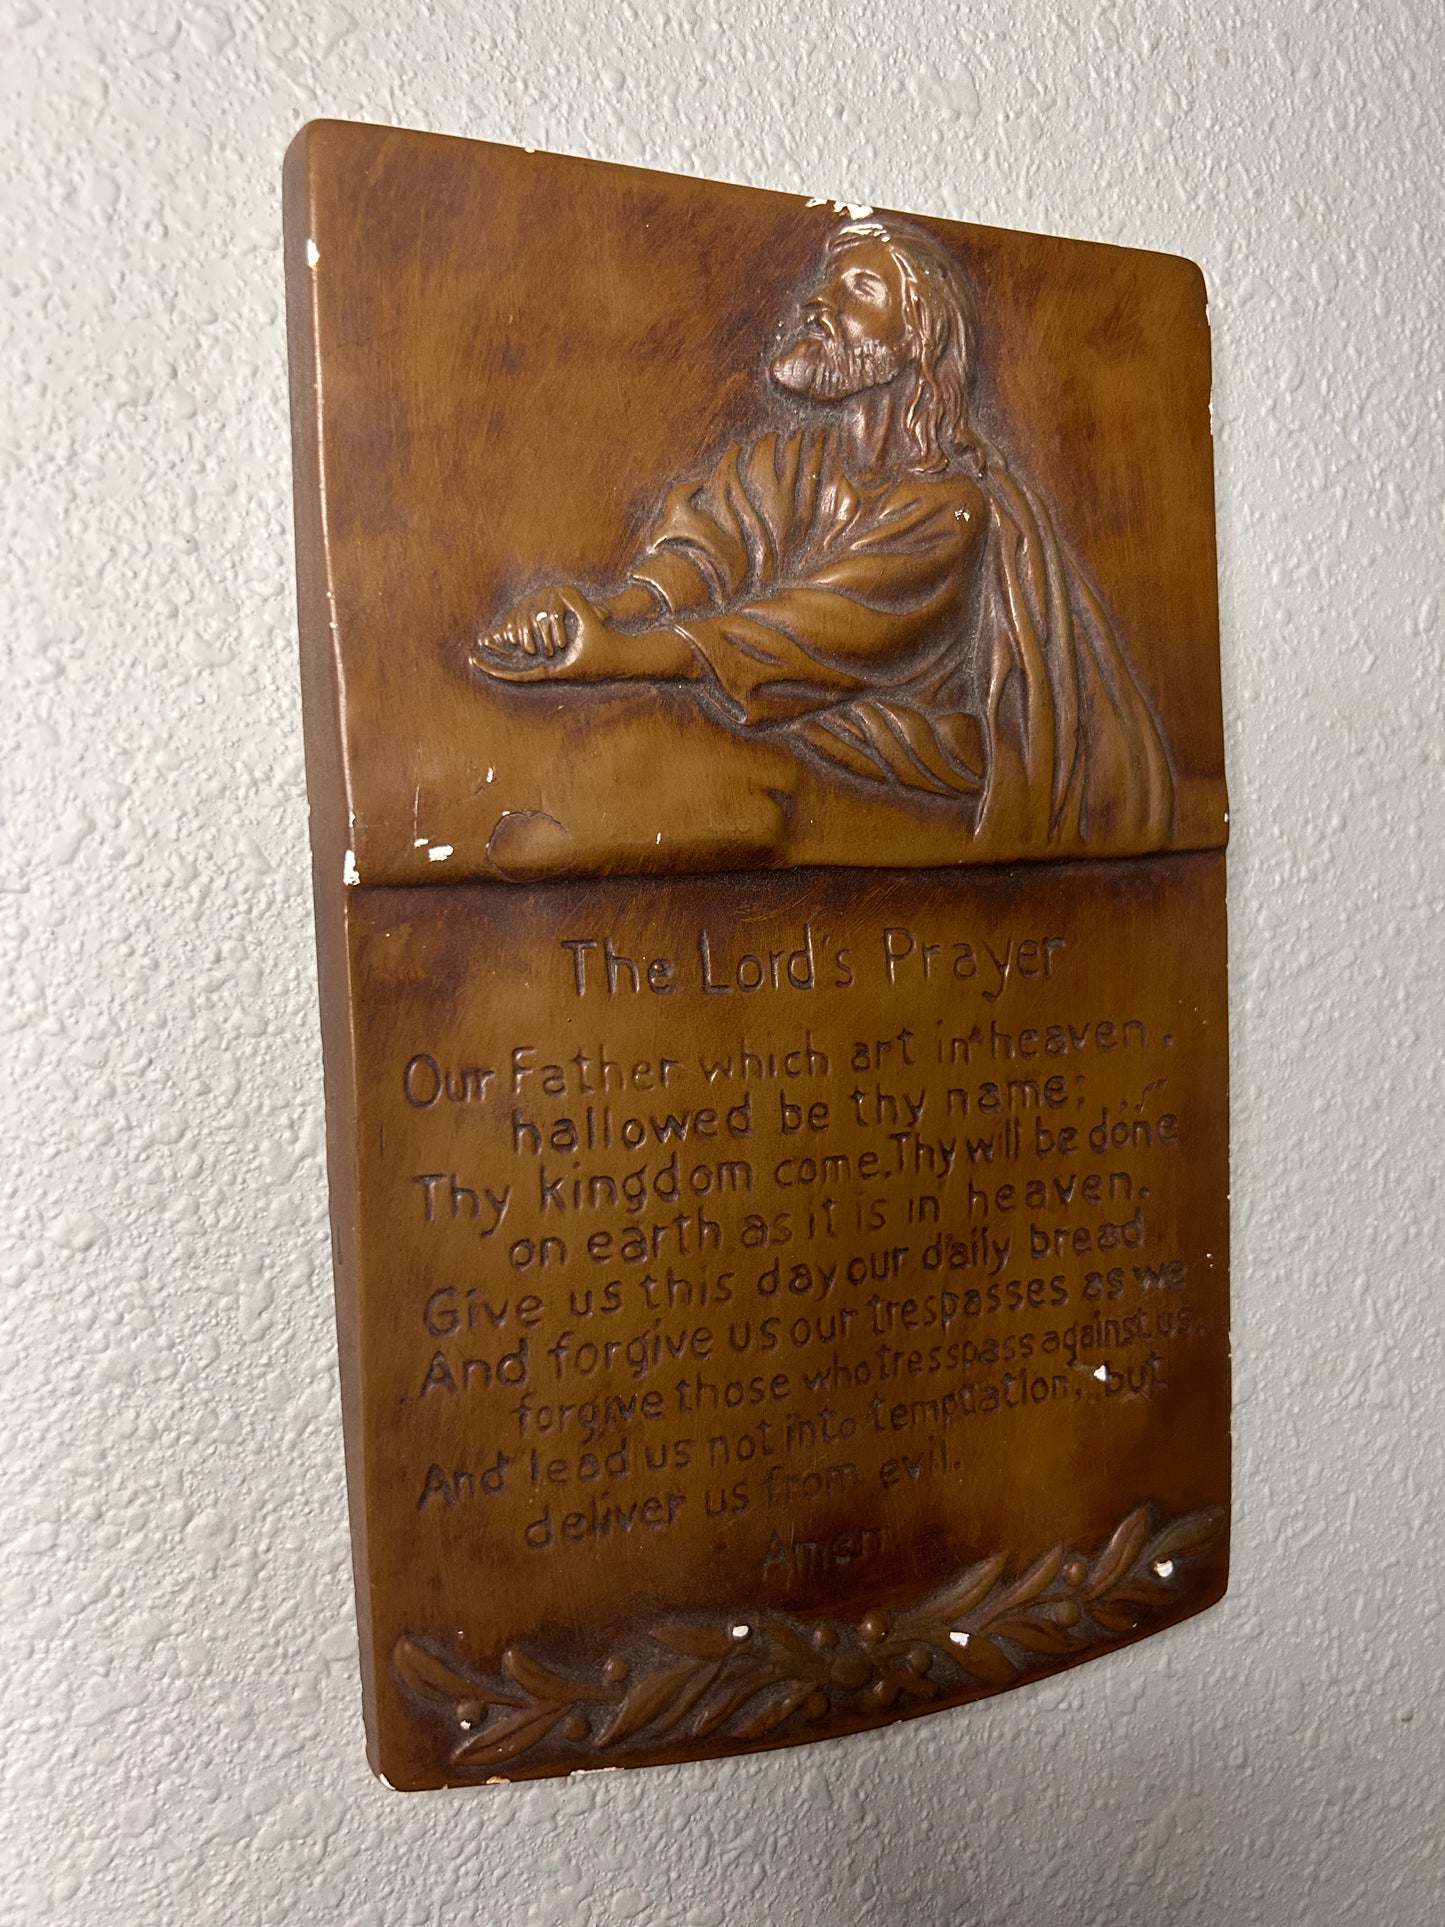 The Lord's Prayer
Our Father which art in heaven.
hallowed be thy name;
Thy kingdom come. Thy will be done
on earth as it is in heaven.
Give us this day our daily bread
And forgive us our trespasses as we
forgive those who tresspass against us.
And lead us not into temptation, but
deliver us from evil.
Amen